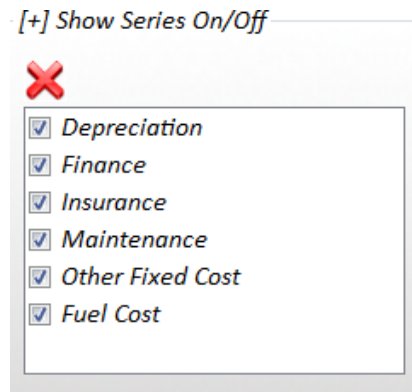 [+] Show Series On/Off
Depreciation
Finance
Insurance
Maintenance
Other Fixed Cost
Fuel Cost